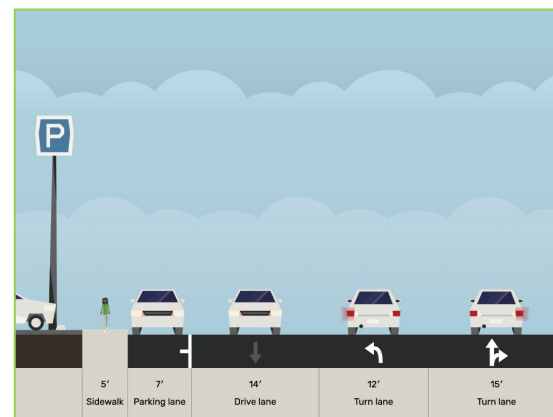 P
5′ 7′ 14′ 12′ 15′
Sidewalk Parking lane Drive lane Turn lane Turn lane